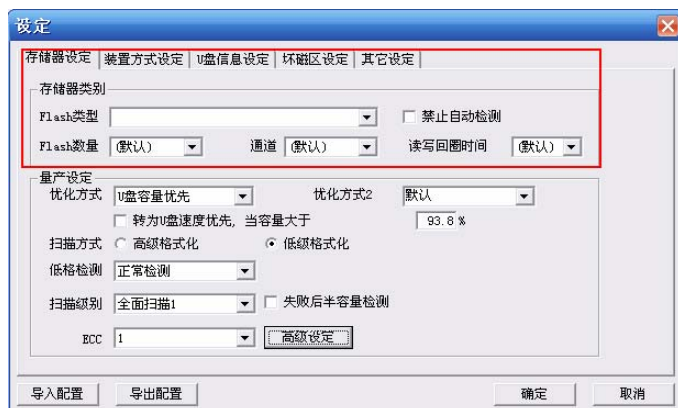 设定
存储器设定 装置方式设定 U盘信息设定 坏磁区设定 其它设定
存储器类别
Flash类型 禁止自动检测
Flash数量 (默认) 通道 (默认) 读写回圈时间 (默认)
量产设定
优化方式 U盘容量优先 优化方式2 默认
转为U盘速度优先, 当容量大于 93.8 %
扫描方式 高级格式化 低级格式化
低格检测 正常检测
扫描级别 全面扫描1 失败后半容量检测
ECC 1 高级设定
导入配置 导出配置 确定 取消